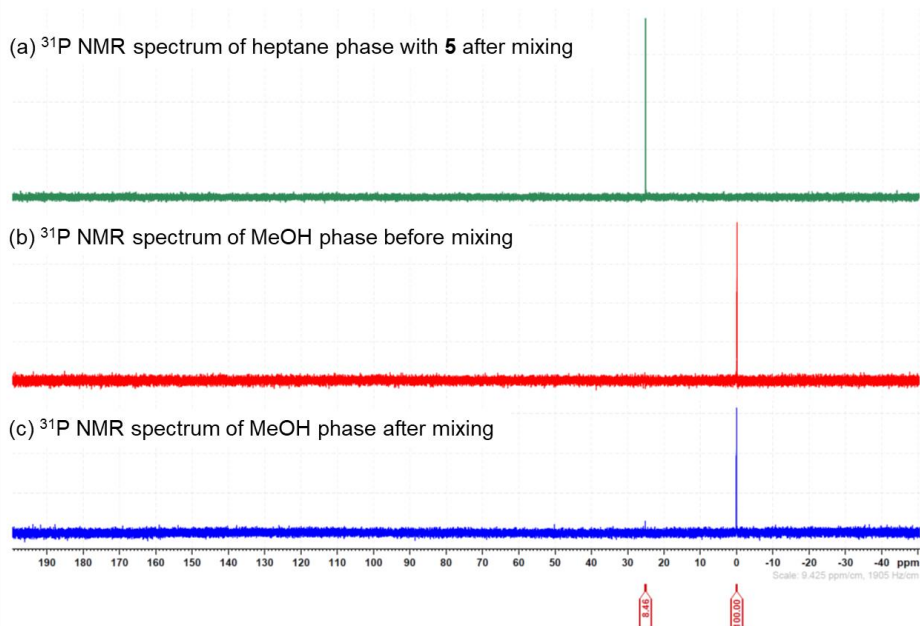 (a) ³¹P NMR spectrum of heptane phase with 5 after mixing
(b) ³¹P NMR spectrum of MeOH phase before mixing
(c) ³¹P NMR spectrum of MeOH phase after mixing
190 180 170 160 150 140 130 120 110 100 90 80 70 60 50 40 30 20 10 0 -10 -20 -30 -40 ppm
Scale: 9.425 ppm/cm, 1905 Hz/cm
8.46 100.00